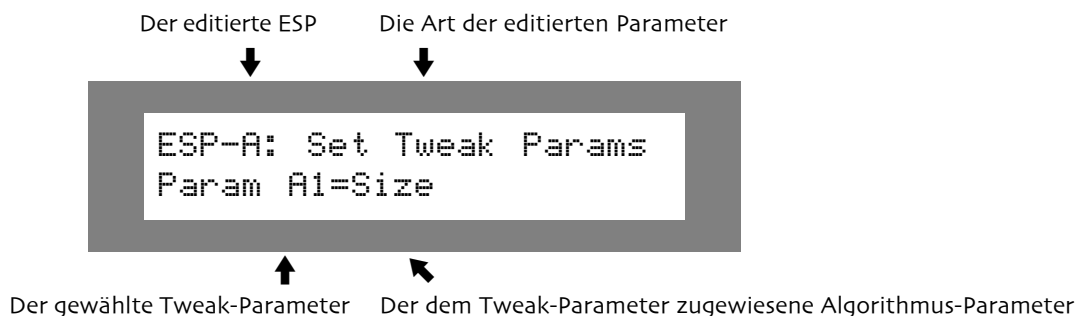 Der editierte ESP Die Art der editierten Parameter
ESP-A: Set Tweak Params
Param A1=Size
Der gewählte Tweak-Parameter Der dem Tweak-Parameter zugewiesene Algorithmus-Parameter